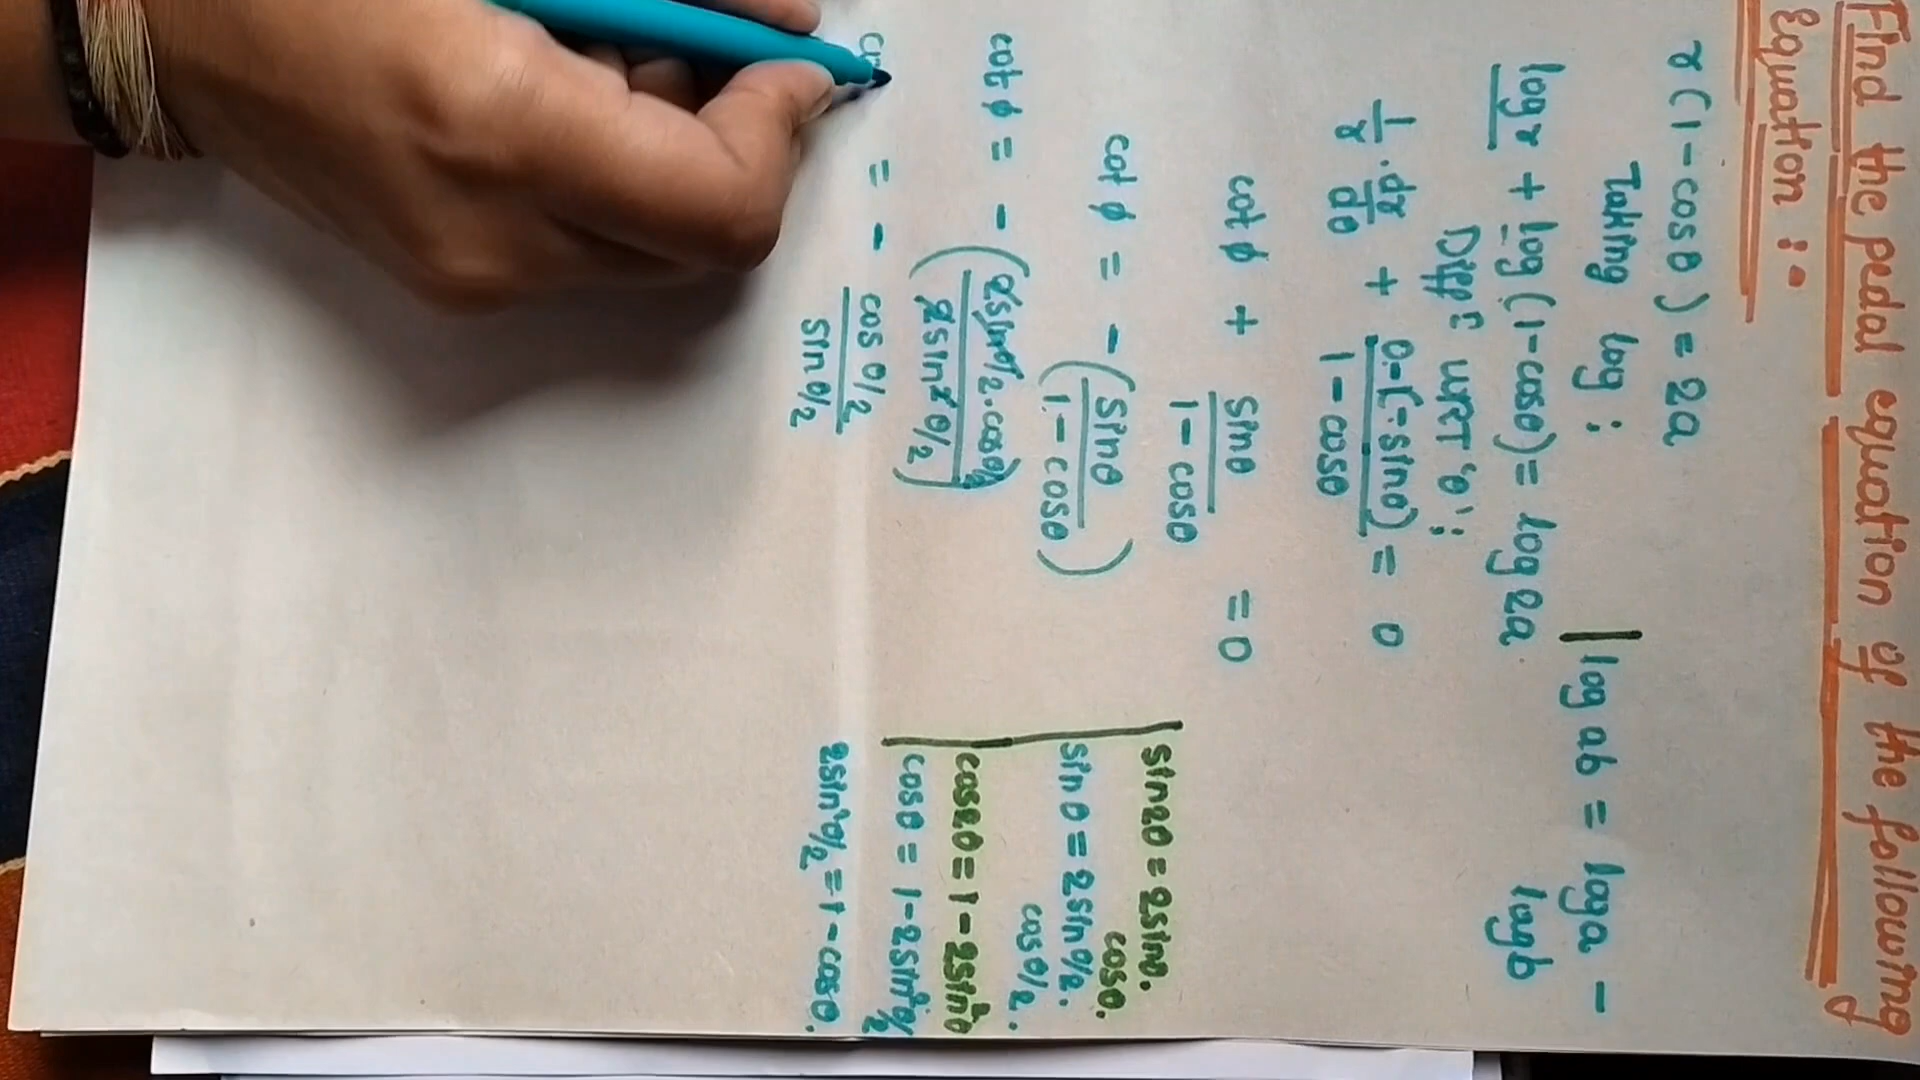 Find the pedal equation of the following
Equation :-
r (1 - cosθ) = 2a
Taking log :
log ab = log a -
log b
log r + log (1 - cosθ) = log 2a
Diff. WRT 'θ' ;
1/r . dr/dθ + 0-1(-sinθ)/1 - cosθ = 0
cot φ + sinθ/1 - cosθ = 0
cot φ = - (sinθ/1 - cosθ)
cot φ = - (2sinθ/2 . cosθ/2 / 2sin²θ/2)
= - cos θ/2 / sin θ/2
sin2θ = 2sinθ.
cosθ.
sinθ = 2sinθ/2.
cosθ/2.
cos2θ = 1 - 2sin²θ
cosθ = 1 - 2sin²θ/2
2sin²θ/2 = 1 - cosθ.